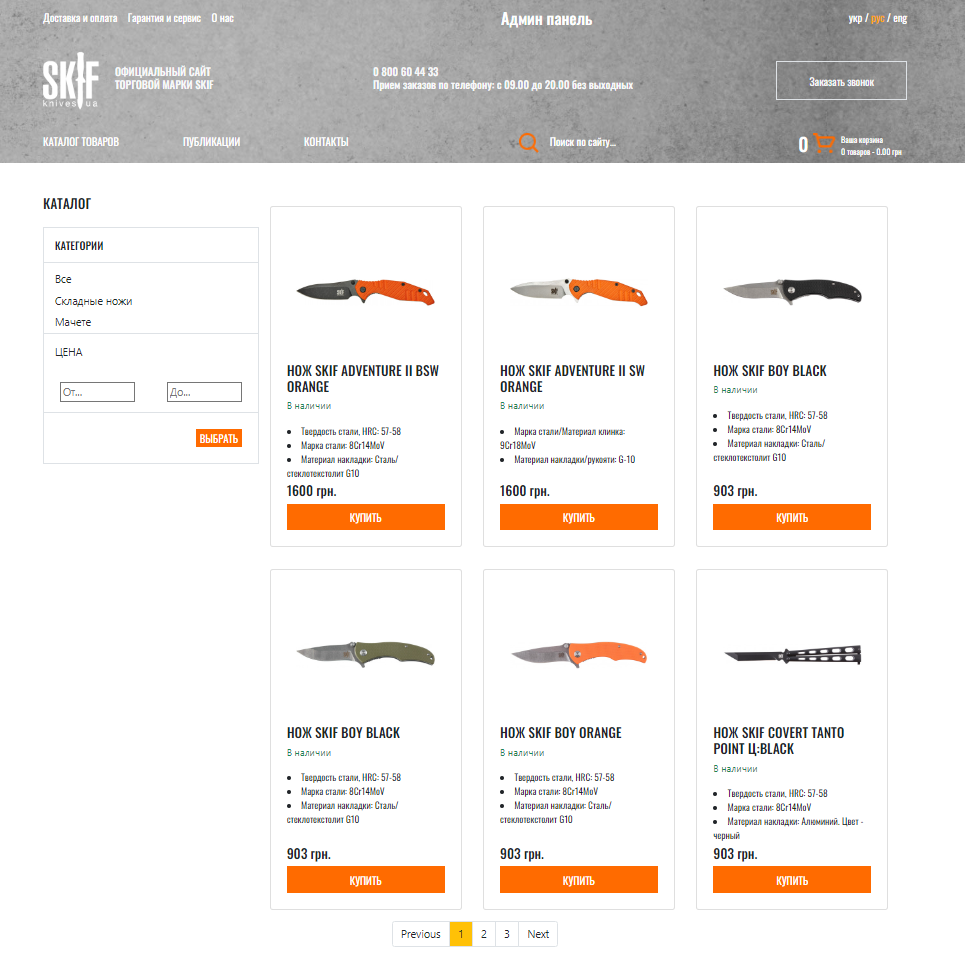 Доставка и оплата Гарантия и сервис О нас
Админ панель
укр / рус / eng
SKIF
knives ua
ОФИЦИАЛЬНЫЙ САЙТ
ТОРГОВОЙ МАРКИ SKIF
0 800 60 44 33
Прием заказов по телефону: с 09.00 до 20.00 без выходных
Заказать звонок
КАТАЛОГ ТОВАРОВ ПУБЛИКАЦИИ КОНТАКТЫ
Поиск по сайту...
0
Ваша корзина
0 товаров - 0.00 грн
КАТАЛОГ
КАТЕГОРИИ
Все
Складные ножи
Мачете
ЦЕНА
От... До...
ВЫБРАТЬ
НОЖ SKIF ADVENTURE II BSW
ORANGE
В наличии
Твердость стали, HRC: 57-58
Марка стали: 8Cr14MoV
Материал накладки: Сталь/
стеклотекстолит G10
1600 грн.
КУПИТЬ
НОЖ SKIF ADVENTURE II SW
ORANGE
В наличии
Марка стали/Материал клинка:
9Cr18MoV
Материал накладки/рукояти: G-10
1600 грн.
КУПИТЬ
НОЖ SKIF BOY BLACK
В наличии
Твердость стали, HRC: 57-58
Марка стали: 8Cr14MoV
Материал накладки: Сталь/
стеклотекстолит G10
903 грн.
КУПИТЬ
НОЖ SKIF BOY BLACK
В наличии
Твердость стали, HRC: 57-58
Марка стали: 8Cr14MoV
Материал накладки: Сталь/
стеклотекстолит G10
903 грн.
КУПИТЬ
НОЖ SKIF BOY ORANGE
В наличии
Твердость стали, HRC: 57-58
Марка стали: 8Cr14MoV
Материал накладки: Сталь/
стеклотекстолит G10
903 грн.
КУПИТЬ
НОЖ SKIF COVERT TANTO
POINT Ц:BLACK
В наличии
Твердость стали, HRC: 57-58
Марка стали: 8Cr14MoV
Материал накладки: Алюминий. Цвет -
черный
903 грн.
КУПИТЬ
Previous 1 2 3 Next